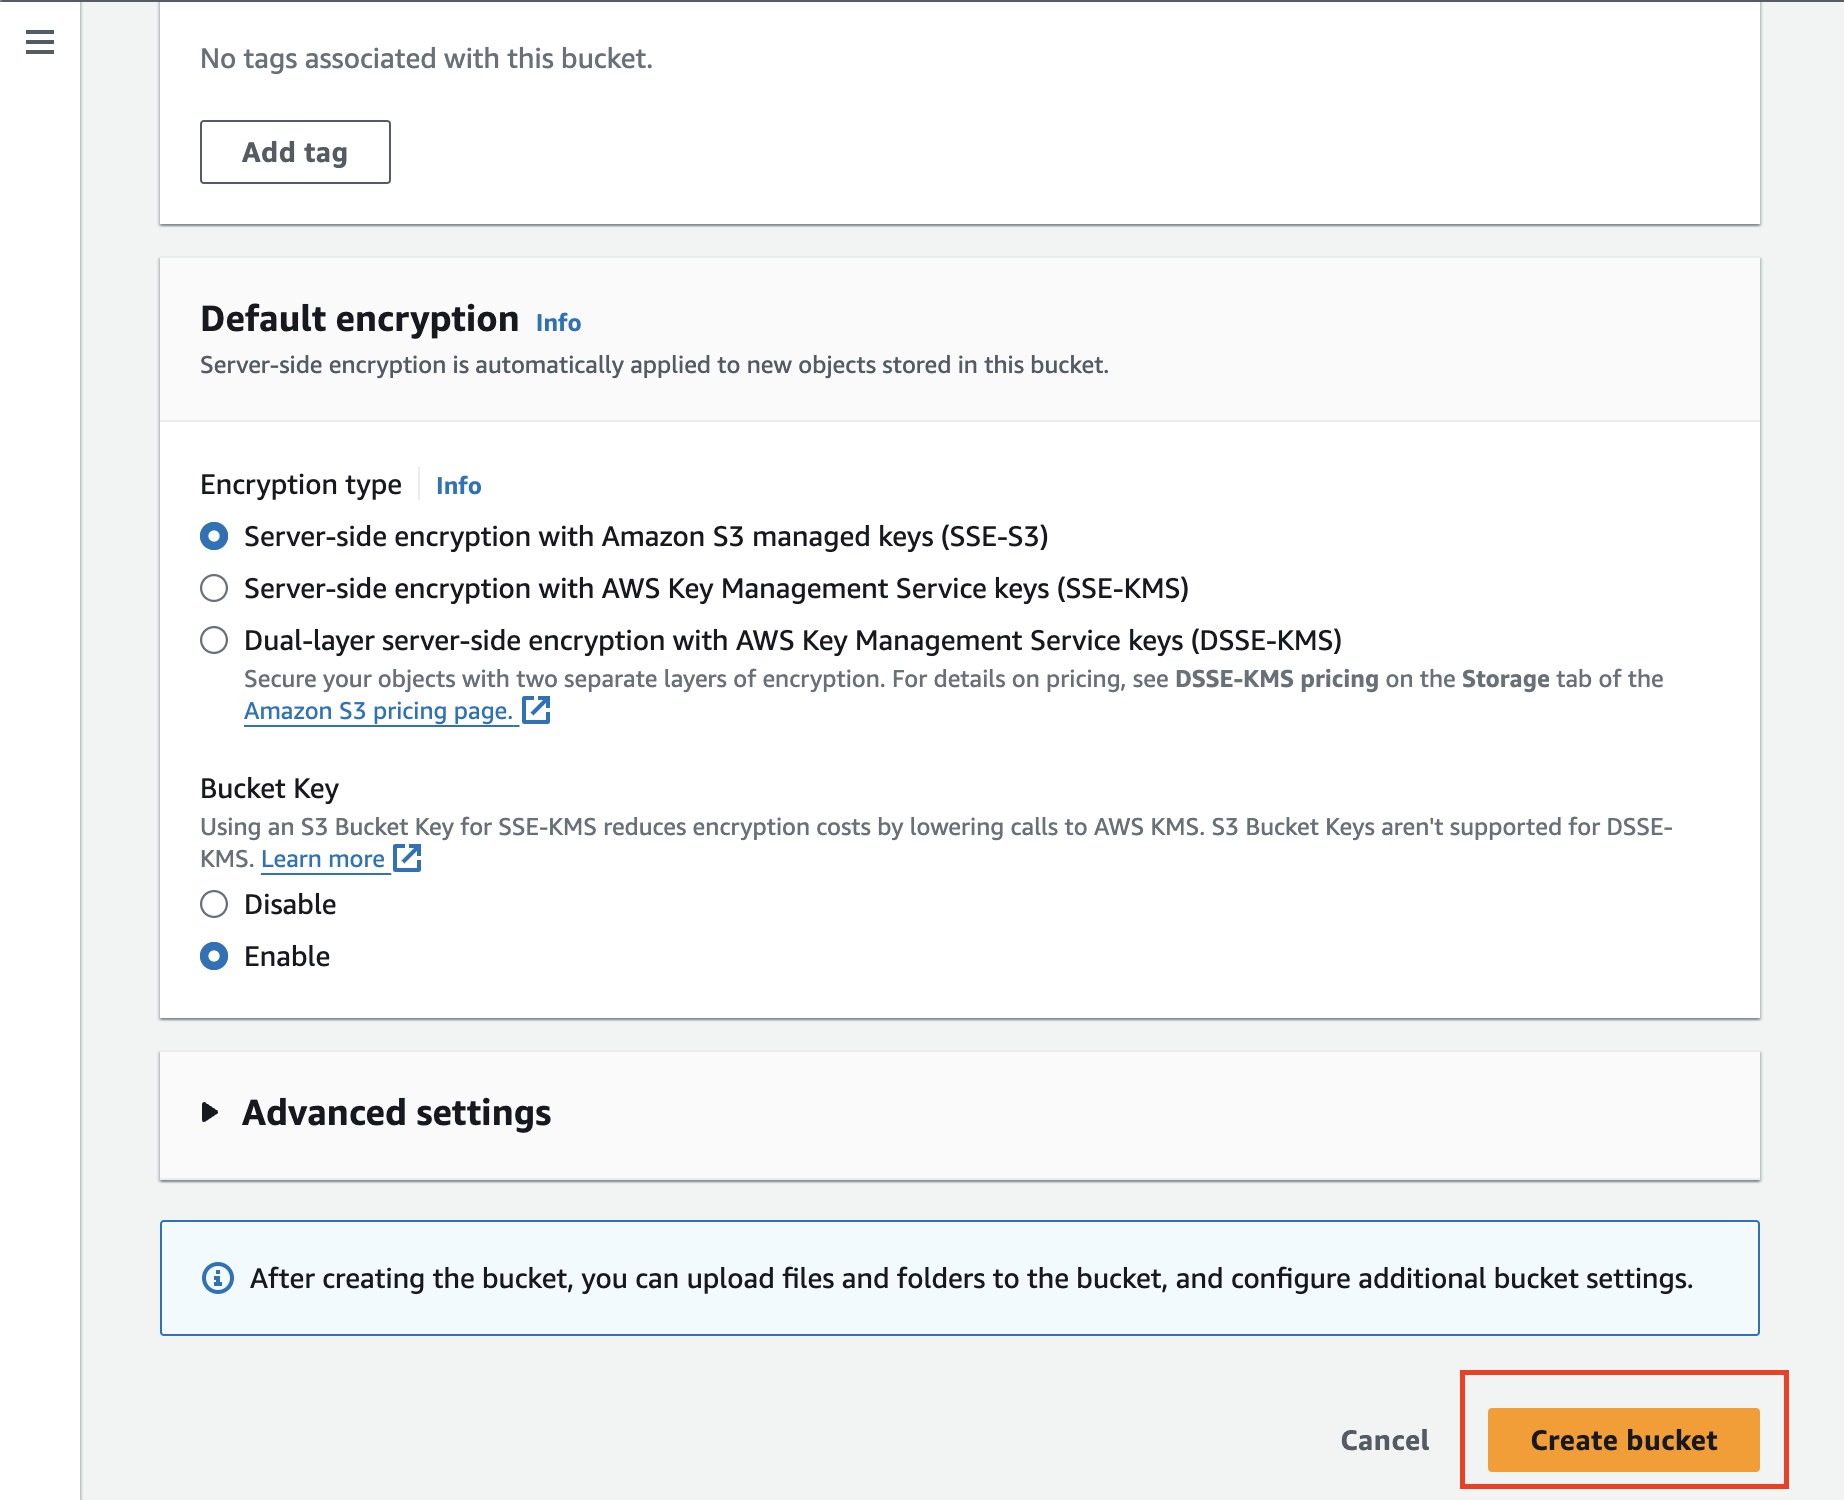 No tags associated with this bucket.
Add tag
Default encryption Info
Server-side encryption is automatically applied to new objects stored in this bucket.
Encryption type Info
Server-side encryption with Amazon S3 managed keys (SSE-S3)
Server-side encryption with AWS Key Management Service keys (SSE-KMS)
Dual-layer server-side encryption with AWS Key Management Service keys (DSSE-KMS)
Secure your objects with two separate layers of encryption. For details on pricing, see DSSE-KMS pricing on the Storage tab of the
Amazon S3 pricing page.
Bucket Key
Using an S3 Bucket Key for SSE-KMS reduces encryption costs by lowering calls to AWS KMS. S3 Bucket Keys aren't supported for DSSE-
KMS. Learn more
Disable
Enable
Advanced settings
After creating the bucket, you can upload files and folders to the bucket, and configure additional bucket settings.
Cancel Create bucket